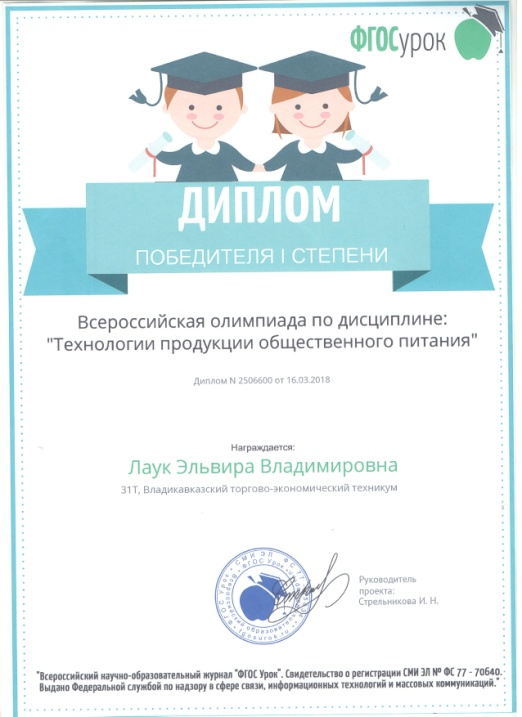 ФГОСурок
ДИПЛОМ
ПОБЕДИТЕЛЯ I СТЕПЕНИ
Всероссийская олимпиада по дисциплине:
"Технологии продукции общественного питания"
Диплом N 2506600 от 16.03.2018
Награждается:
Лаук Эльвира Владимировна
31Т, Владикавказский торгово-экономический техникум
Руководитель
проекта:
Стрельникова И. Н.
"Всероссийский научно-образовательный журнал "ФГОС Урок". Свидетельство о регистрации СМИ ЭЛ № ФС 77 - 70640.
Выдано Федеральной службой по надзору в сфере связи, информационных технологий и массовых коммуникаций."